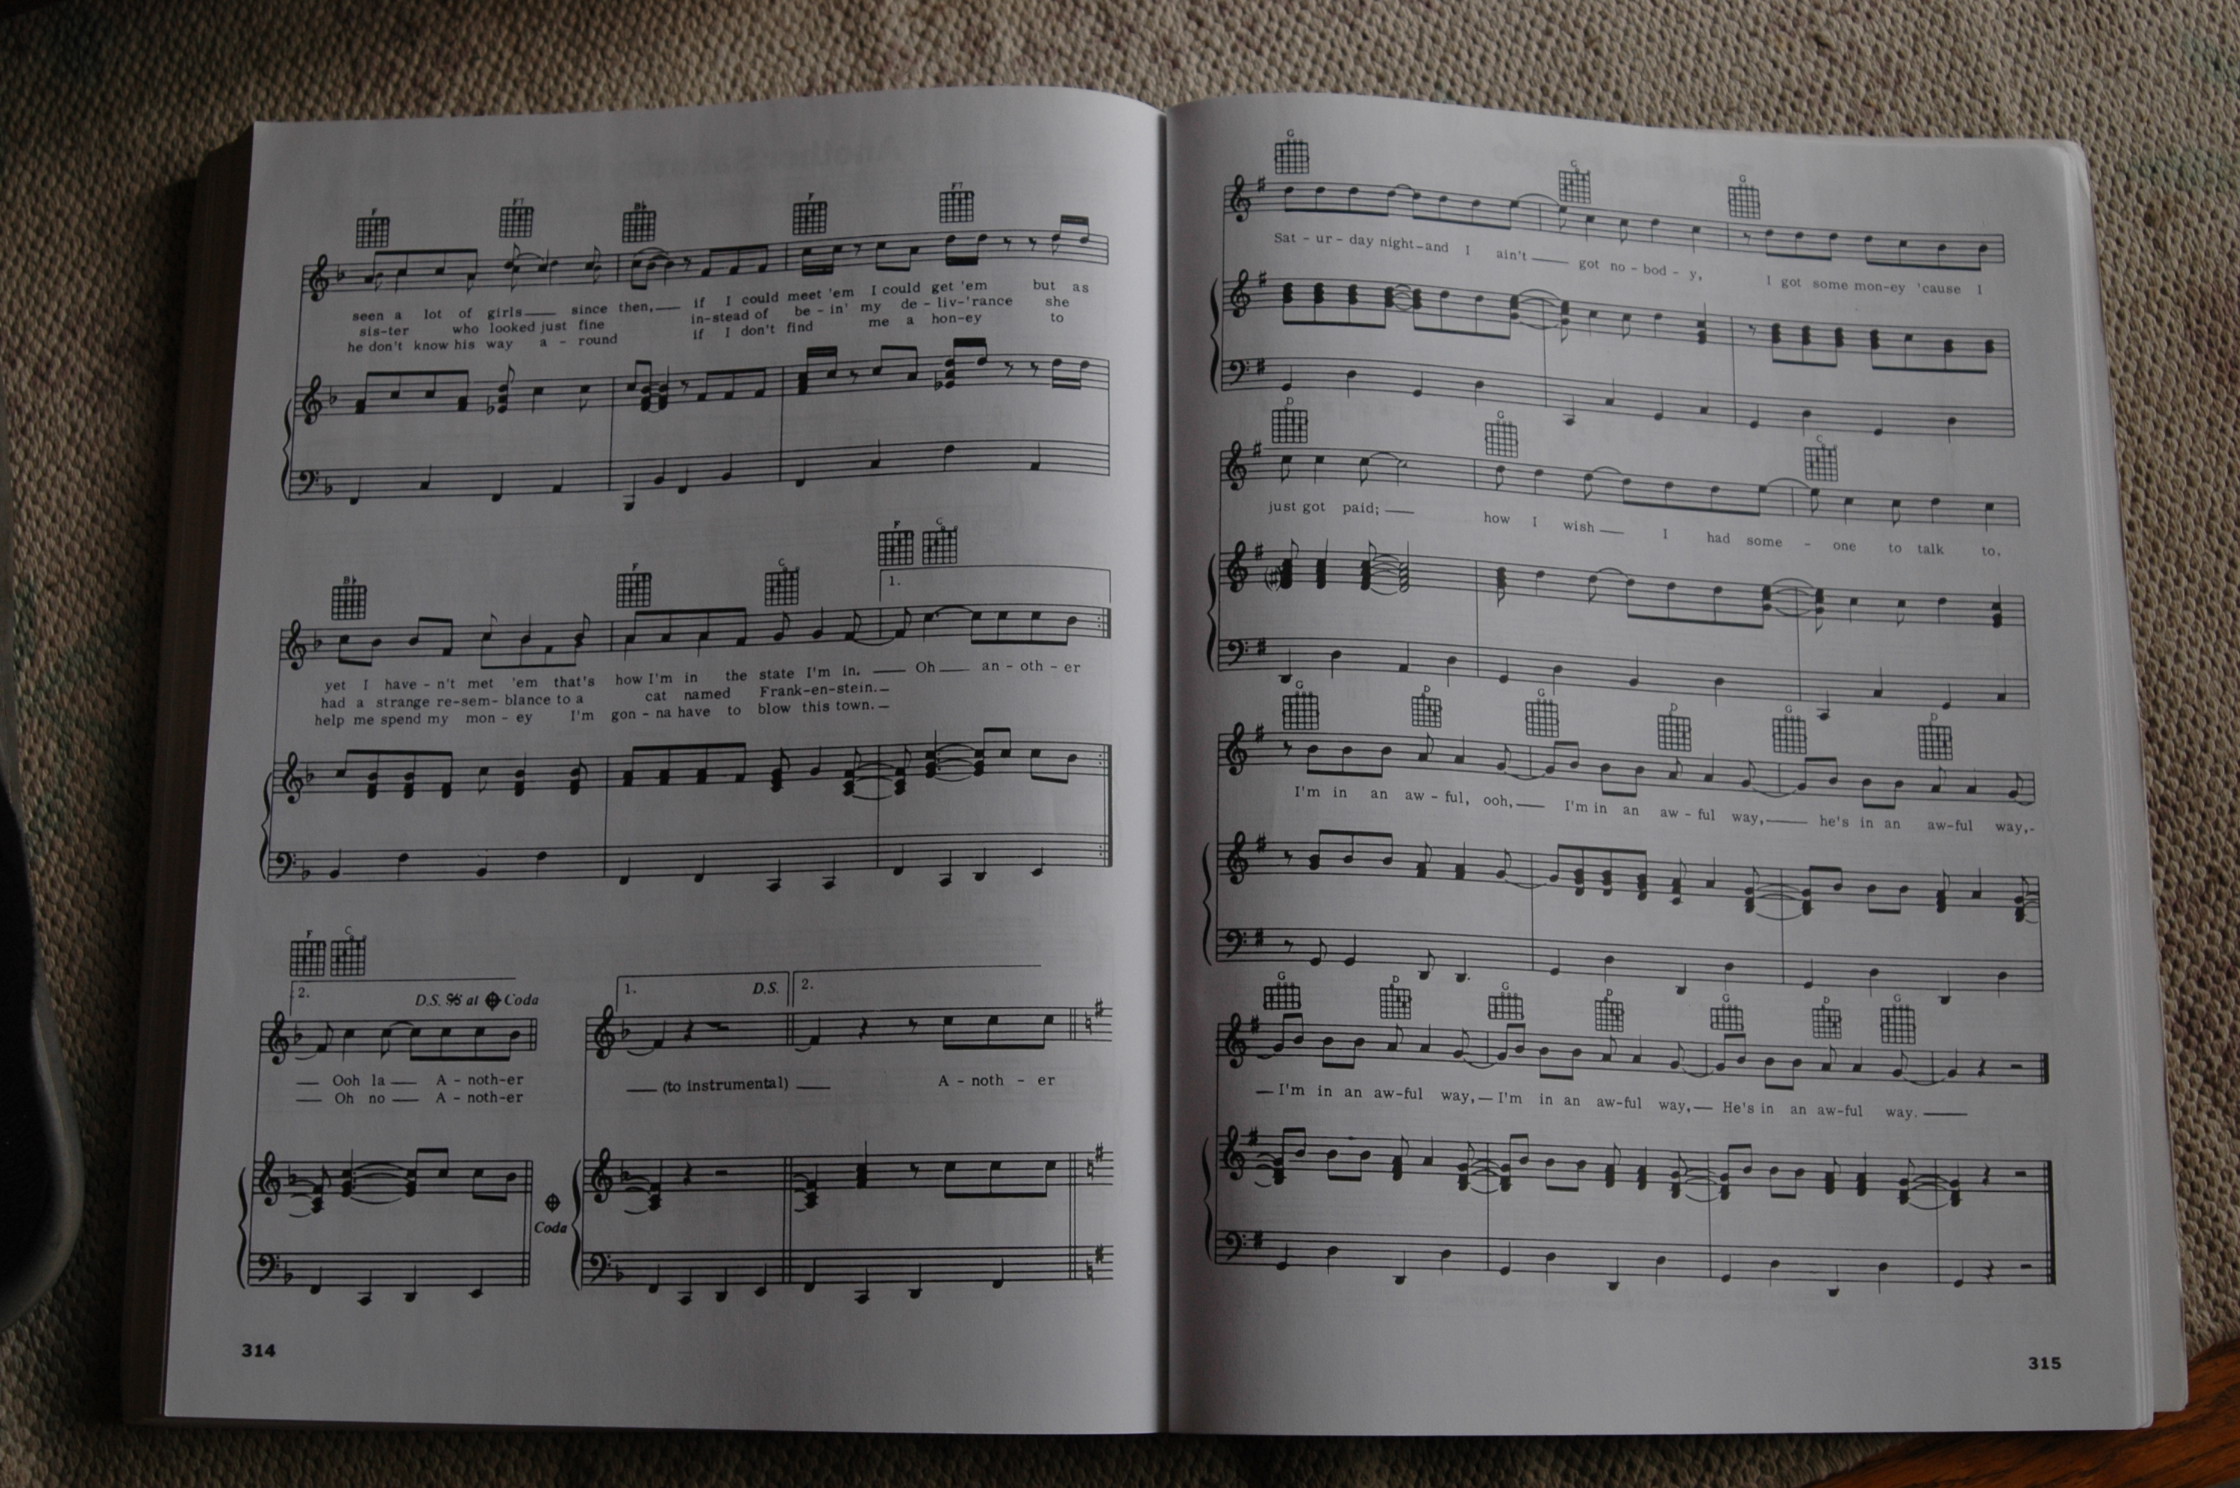 F F7 B♭ F F7
seen a lot of girls — since then, — if I could meet 'em I could get 'em but as
sis-ter who looked just fine in-stead of be - in' my de - liv-'rance she
he don't know his way a - round if I don't find me a hon-ey to
B♭ F C 1. F C
yet I have - n't met 'em that's how I'm in the state I'm in. — Oh — an - oth - er
had a strange re-sem- blance to a cat named Frank-en-stein. —
help me spend my mon - ey I'm gon - na have to blow this town. —
2. F C D.S. 𝄋 al 𝄌 Coda
— Ooh la — A - noth-er
— Oh no — A - noth-er
𝄌 Coda
1. D.S. 2.
— (to instrumental) — A - noth - er
314
G C G
Sat - ur - day night—and I ain't — got no - bod - y, I got some mon-ey 'cause I
D G C
just got paid; — how I wish — I had some - one to talk to,
G D G D G D
I'm in an aw - ful, ooh, — I'm in an aw - ful way, — he's in an aw-ful way,-
G D G D G D G
— I'm in an aw-ful way, — I'm in an aw-ful way, — He's in an aw-ful way. —
315